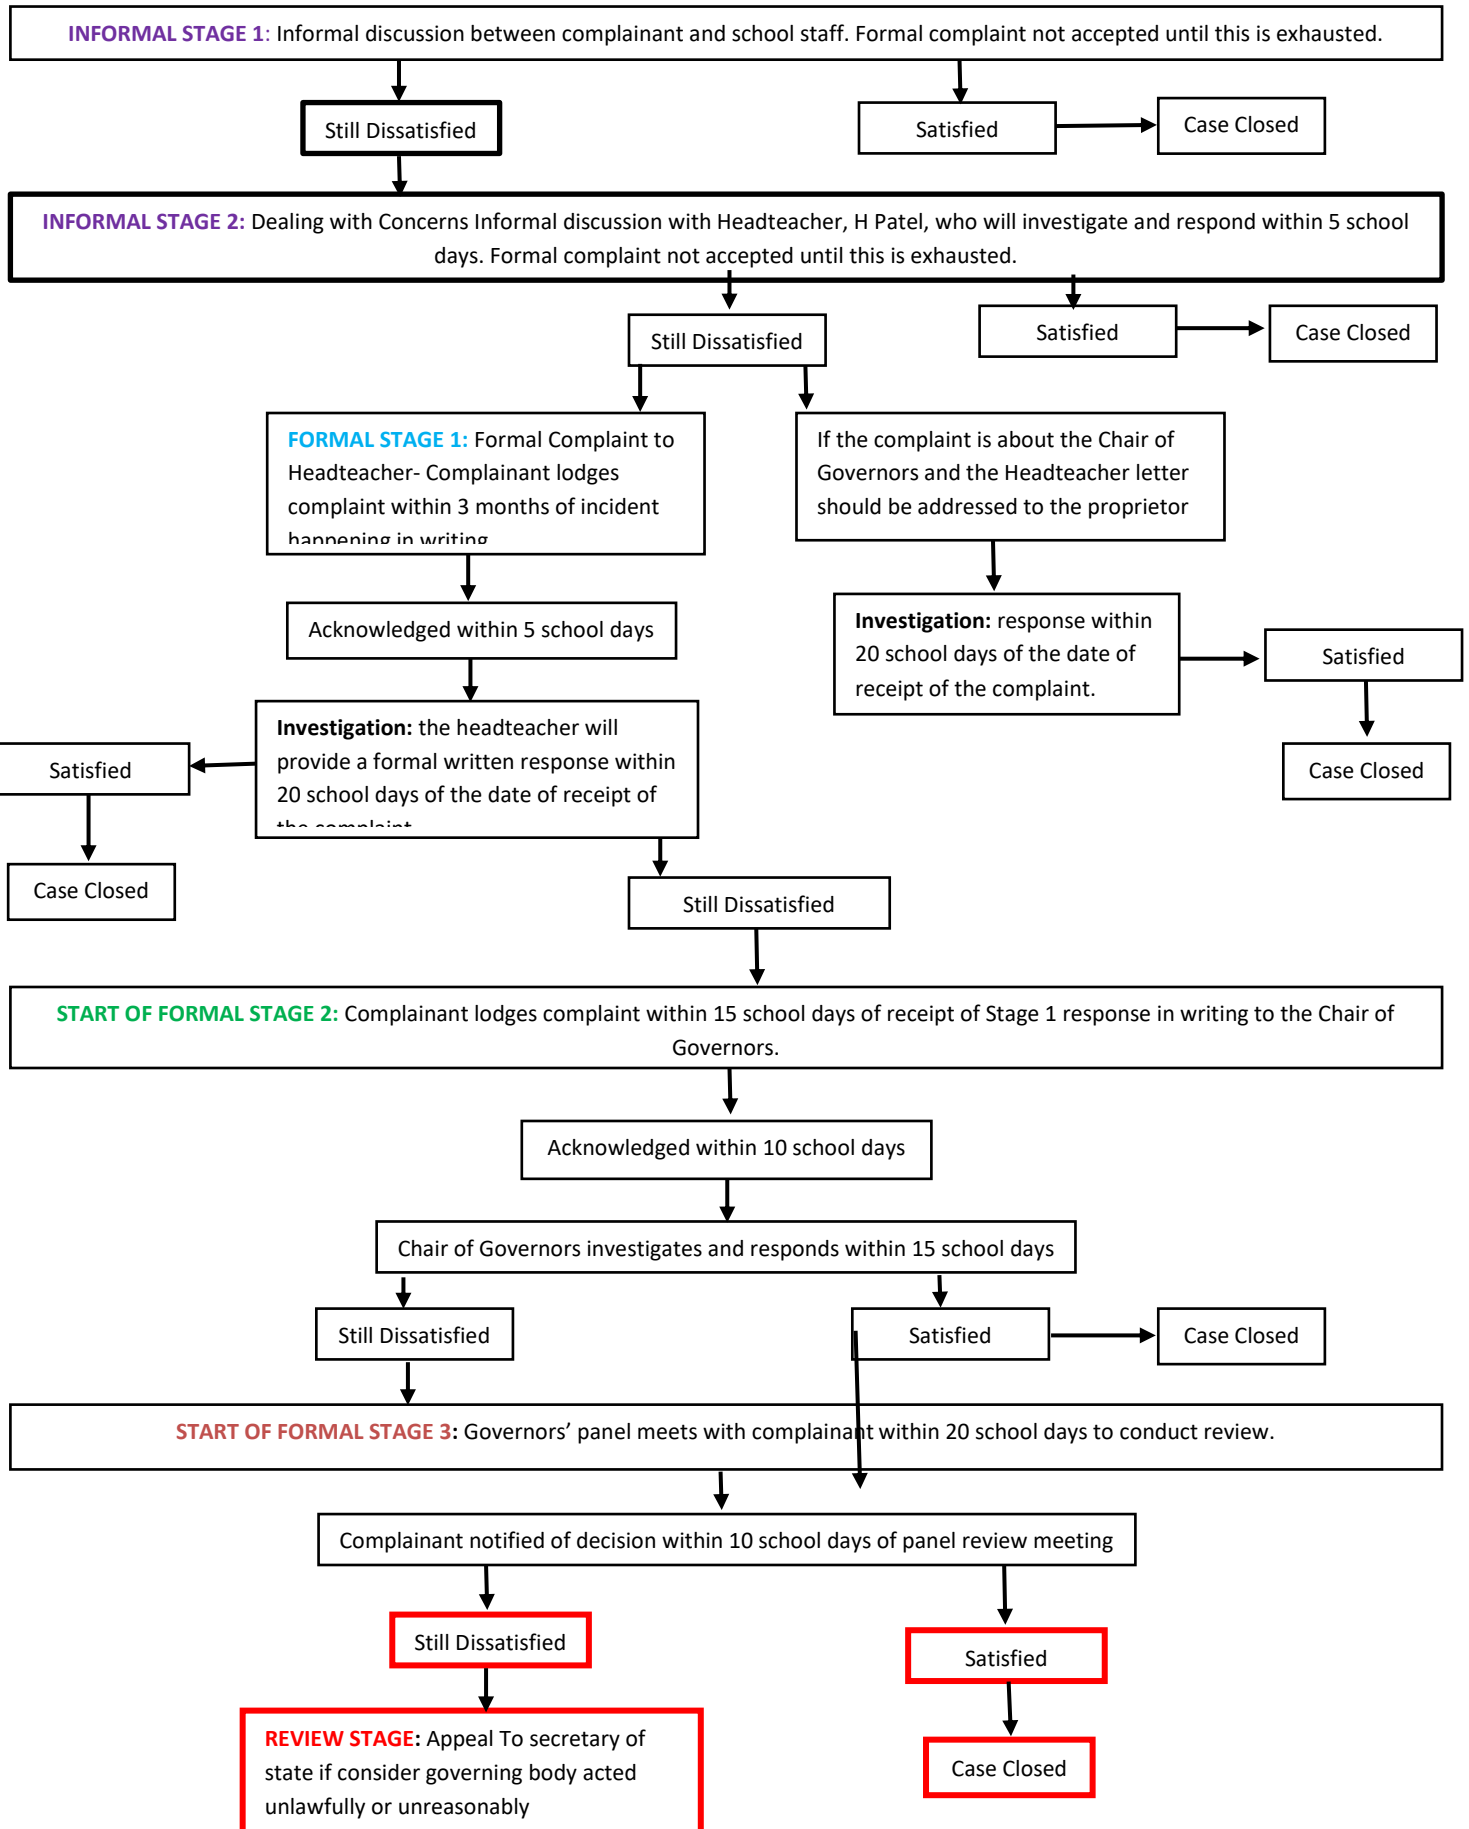 INFORMAL STAGE 1: Informal discussion between complainant and school staff. Formal complaint not accepted until this is exhausted.
Still Dissatisfied
Satisfied
Case Closed
INFORMAL STAGE 2: Dealing with Concerns Informal discussion with Headteacher, H Patel, who will investigate and respond within 5 school
days. Formal complaint not accepted until this is exhausted.
Still Dissatisfied
Satisfied
Case Closed
FORMAL STAGE 1: Formal Complaint to
Headteacher- Complainant lodges
complaint within 3 months of incident
happening in writing
If the complaint is about the Chair of
Governors and the Headteacher letter
should be addressed to the proprietor
Acknowledged within 5 school days
Investigation: response within
20 school days of the date of
receipt of the complaint.
Satisfied
Case Closed
Investigation: the headteacher will
provide a formal written response within
20 school days of the date of receipt of
the complaint
Satisfied
Case Closed
Still Dissatisfied
START OF FORMAL STAGE 2: Complainant lodges complaint within 15 school days of receipt of Stage 1 response in writing to the Chair of
Governors.
Acknowledged within 10 school days
Chair of Governors investigates and responds within 15 school days
Still Dissatisfied
Satisfied
Case Closed
START OF FORMAL STAGE 3: Governors’ panel meets with complainant within 20 school days to conduct review.
Complainant notified of decision within 10 school days of panel review meeting
Still Dissatisfied
Satisfied
REVIEW STAGE: Appeal To secretary of
state if consider governing body acted
unlawfully or unreasonably
Case Closed